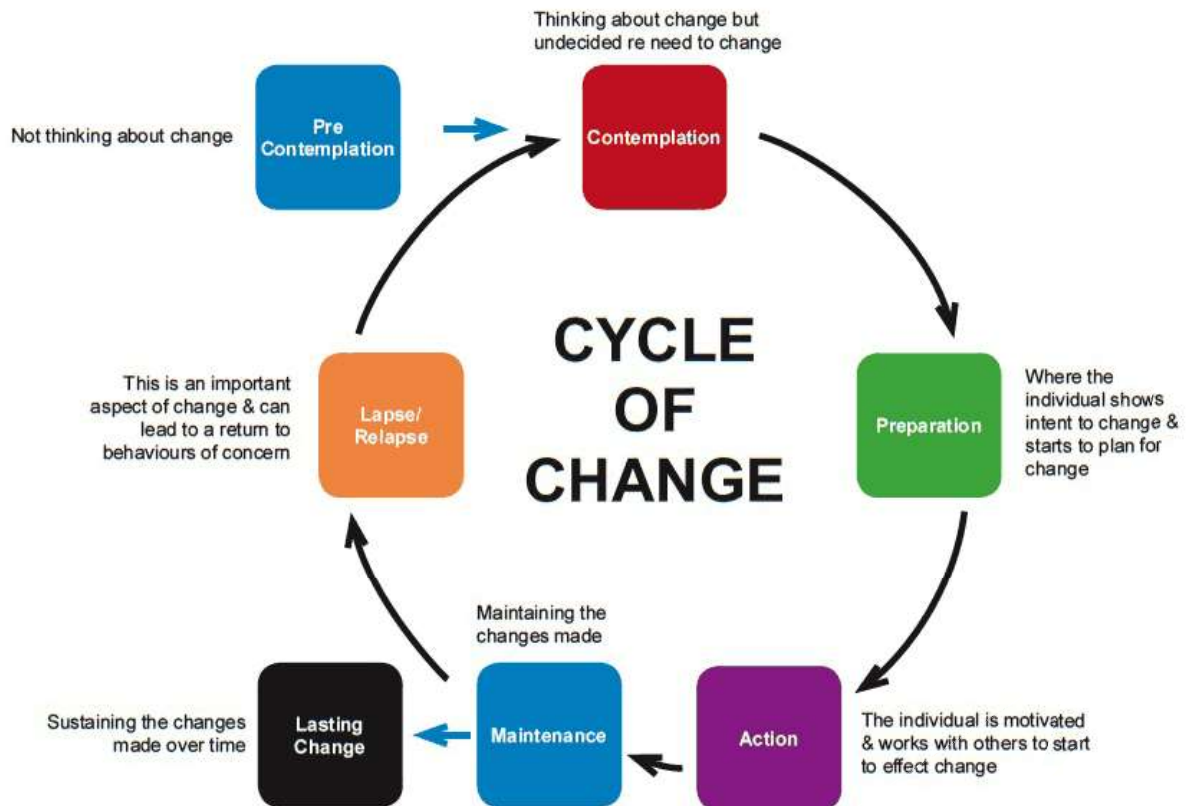 Thinking about change but
undecided re need to change
Not thinking about change
Pre
Contemplation
Contemplation
CYCLE
OF
CHANGE
This is an important
aspect of change & can
lead to a return to
behaviours of concern
Lapse/
Relapse
Preparation
Where the
individual shows
intent to change &
starts to plan for
change
Maintaining the
changes made
Sustaining the changes
made over time
Lasting
Change
Maintenance
Action
The individual is motivated
& works with others to start
to effect change